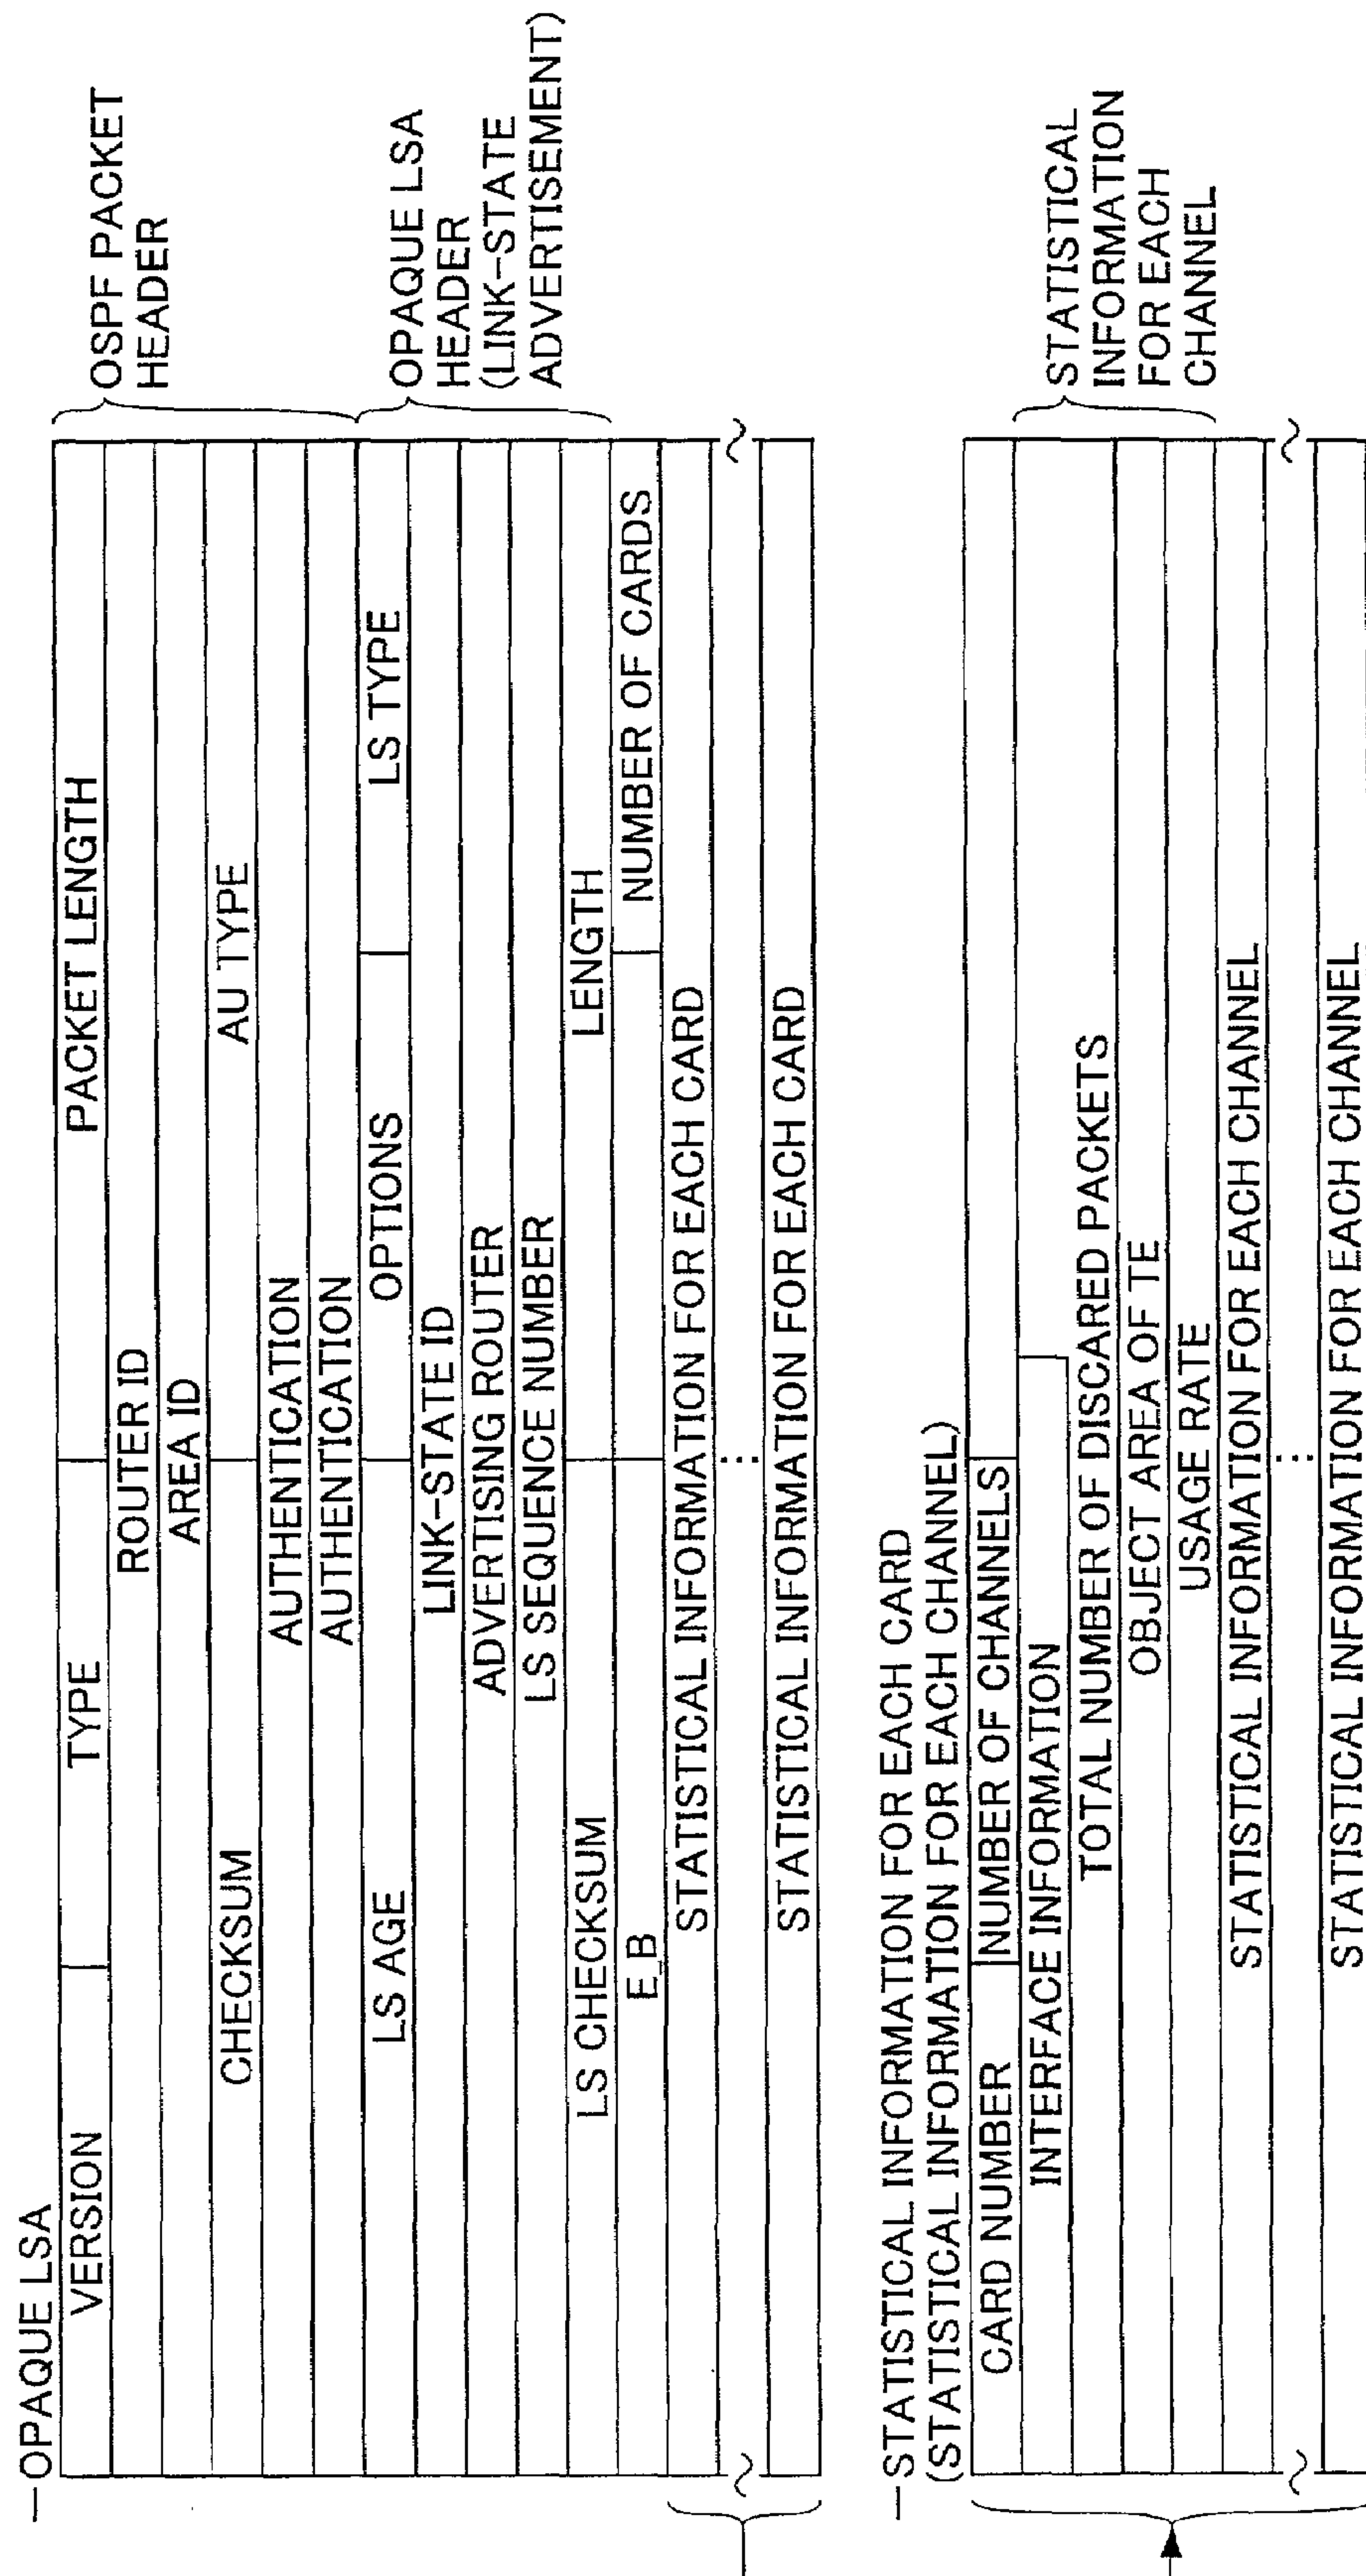 —OPAQUE LSA
VERSION TYPE PACKET LENGTH
ROUTER ID
AREA ID
CHECKSUM AU TYPE
AUTHENTICATION
AUTHENTICATION
OSPF PACKET
HEADER
LS AGE OPTIONS LS TYPE
LINK-STATE ID
ADVERTISING ROUTER
LS SEQUENCE NUMBER
LS CHECKSUM LENGTH
OPAQUE LSA
HEADER
(LINK-STATE
ADVERTISEMENT)
E_B NUMBER OF CARDS
STATISTICAL INFORMATION FOR EACH CARD
...
STATISTICAL INFORMATION FOR EACH CARD
—STATISTICAL INFORMATION FOR EACH CARD
(STATISTICAL INFORMATION FOR EACH CHANNEL)
CARD NUMBER NUMBER OF CHANNELS
INTERFACE INFORMATION
TOTAL NUMBER OF DISCARED PACKETS
OBJECT AREA OF TE
USAGE RATE
STATISTICAL
INFORMATION
FOR EACH
CHANNEL
STATISTICAL INFORMATION FOR EACH CHANNEL
...
STATISTICAL INFORMATION FOR EACH CHANNEL